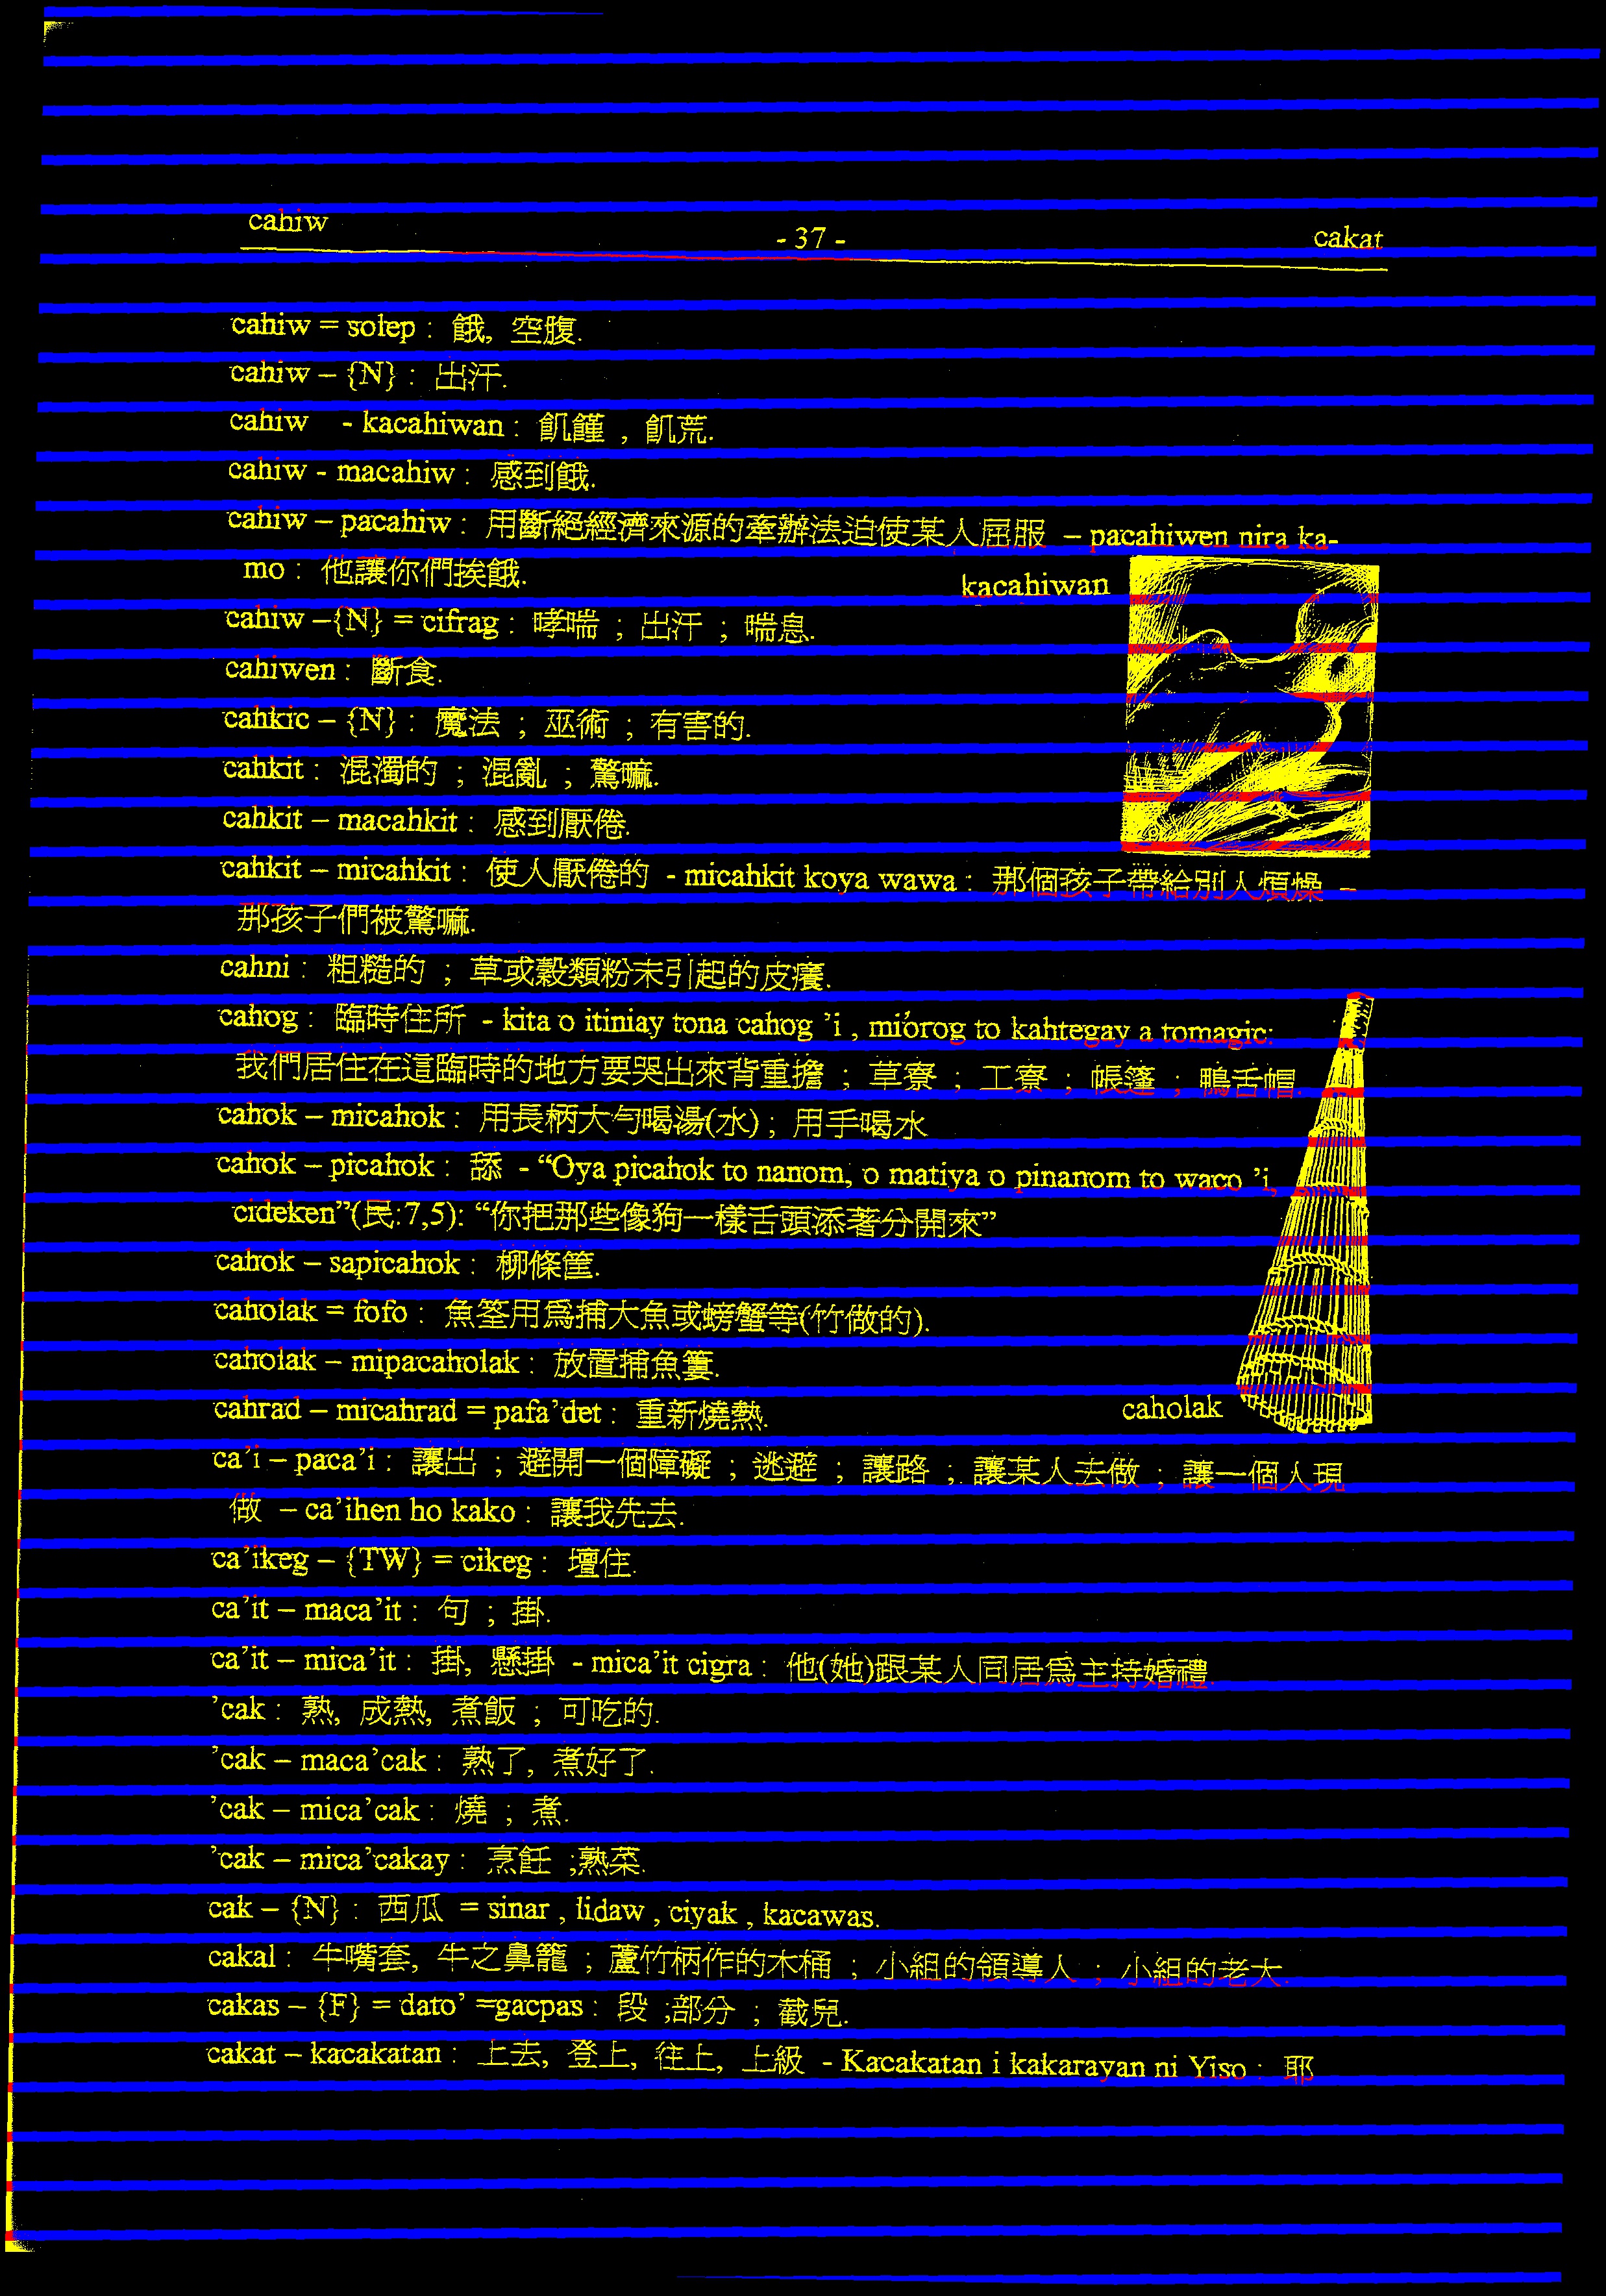 cahiw - 37 - cakat
cahiw = solep : 餓, 空腹.
cahiw – {N} : 出汗.
cahiw - kacahiwan : 飢饉 , 飢荒.
cahiw - macahiw : 感到餓.
cahiw – pacahiw : 用斷絕經濟來源的牽辦法迫使某人屈服 – pacahiwen nira ka-
mo : 他讓你們挨餓.
kacahiwan
cahiw –{N} = cifrag : 哮喘 ; 出汗 ; 喘息.
cahiwen : 斷食.
cahkic – {N} : 魔法 ; 巫術 ; 有害的.
cahkit : 混濁的 ; 混亂 ; 驚嘛.
cahkit – macahkit : 感到厭倦.
cahkit – micahkit : 使人厭倦的 - micahkit koya wawa : 那個孩子帶給別人煩燥 –
那孩子們被驚嘛.
cahni : 粗糙的 ; 草或穀類粉末引起的皮癢.
cahog : 臨時住所 - kita o itiniay tona cahog ’i , mi’orog to kahtegay a tomagic:
我們居住在這臨時的地方要哭出來背重擔 ; 草寮 ; 工寮 ; 帳篷 ; 鴨舌帽.
cahok – micahok : 用長柄大勺喝湯(水) ; 用手喝水
cahok – picahok : 舔 - “Oya picahok to nanom, o matiya o pinanom to waco ’i,
cideken”(民:7,5): “你把那些像狗一樣舌頭添著分開來”
cahok – sapicahok : 柳條筐.
caholak = fofo : 魚筌用爲捕大魚或螃蟹等(竹做的).
caholak – mipacaholak : 放置捕魚簍.
cahrad – micahrad = pafa’det : 重新燒熱.
caholak
ca’i – paca’i : 讓出 ; 避開一個障礙 ; 逃避 ; 讓路 ; 讓某人去做 ; 讓一個人現
做 – ca’ihen ho kako : 讓我先去.
ca’ikeg – {TW} = cikeg : 壇住.
ca’it – maca’it : 句 ; 掛.
ca’it – mica’it : 掛, 懸掛 - mica’it cigra : 他(她)跟某人同居爲主持婚禮.
’cak : 熟, 成熱, 煮飯 ; 可吃的.
’cak – maca’cak : 熟了, 煮好了.
’cak – mica’cak : 燒 ; 煮.
’cak – mica’cakay : 烹飪 ;熟菜.
cak – {N} : 西瓜 = sinar , lidaw , ciyak , kacawas.
cakal : 牛嘴套, 牛之鼻籠 ; 蘆竹柄作的木桶 ; 小組的領導人 ; 小組的老大.
cakas – {F} = dato’ =gacpas : 段 ;部分 ; 截兒.
cakat – kacakatan : 上去, 登上, 往上, 上級 - Kacakatan i kakarayan ni Yiso : 耶